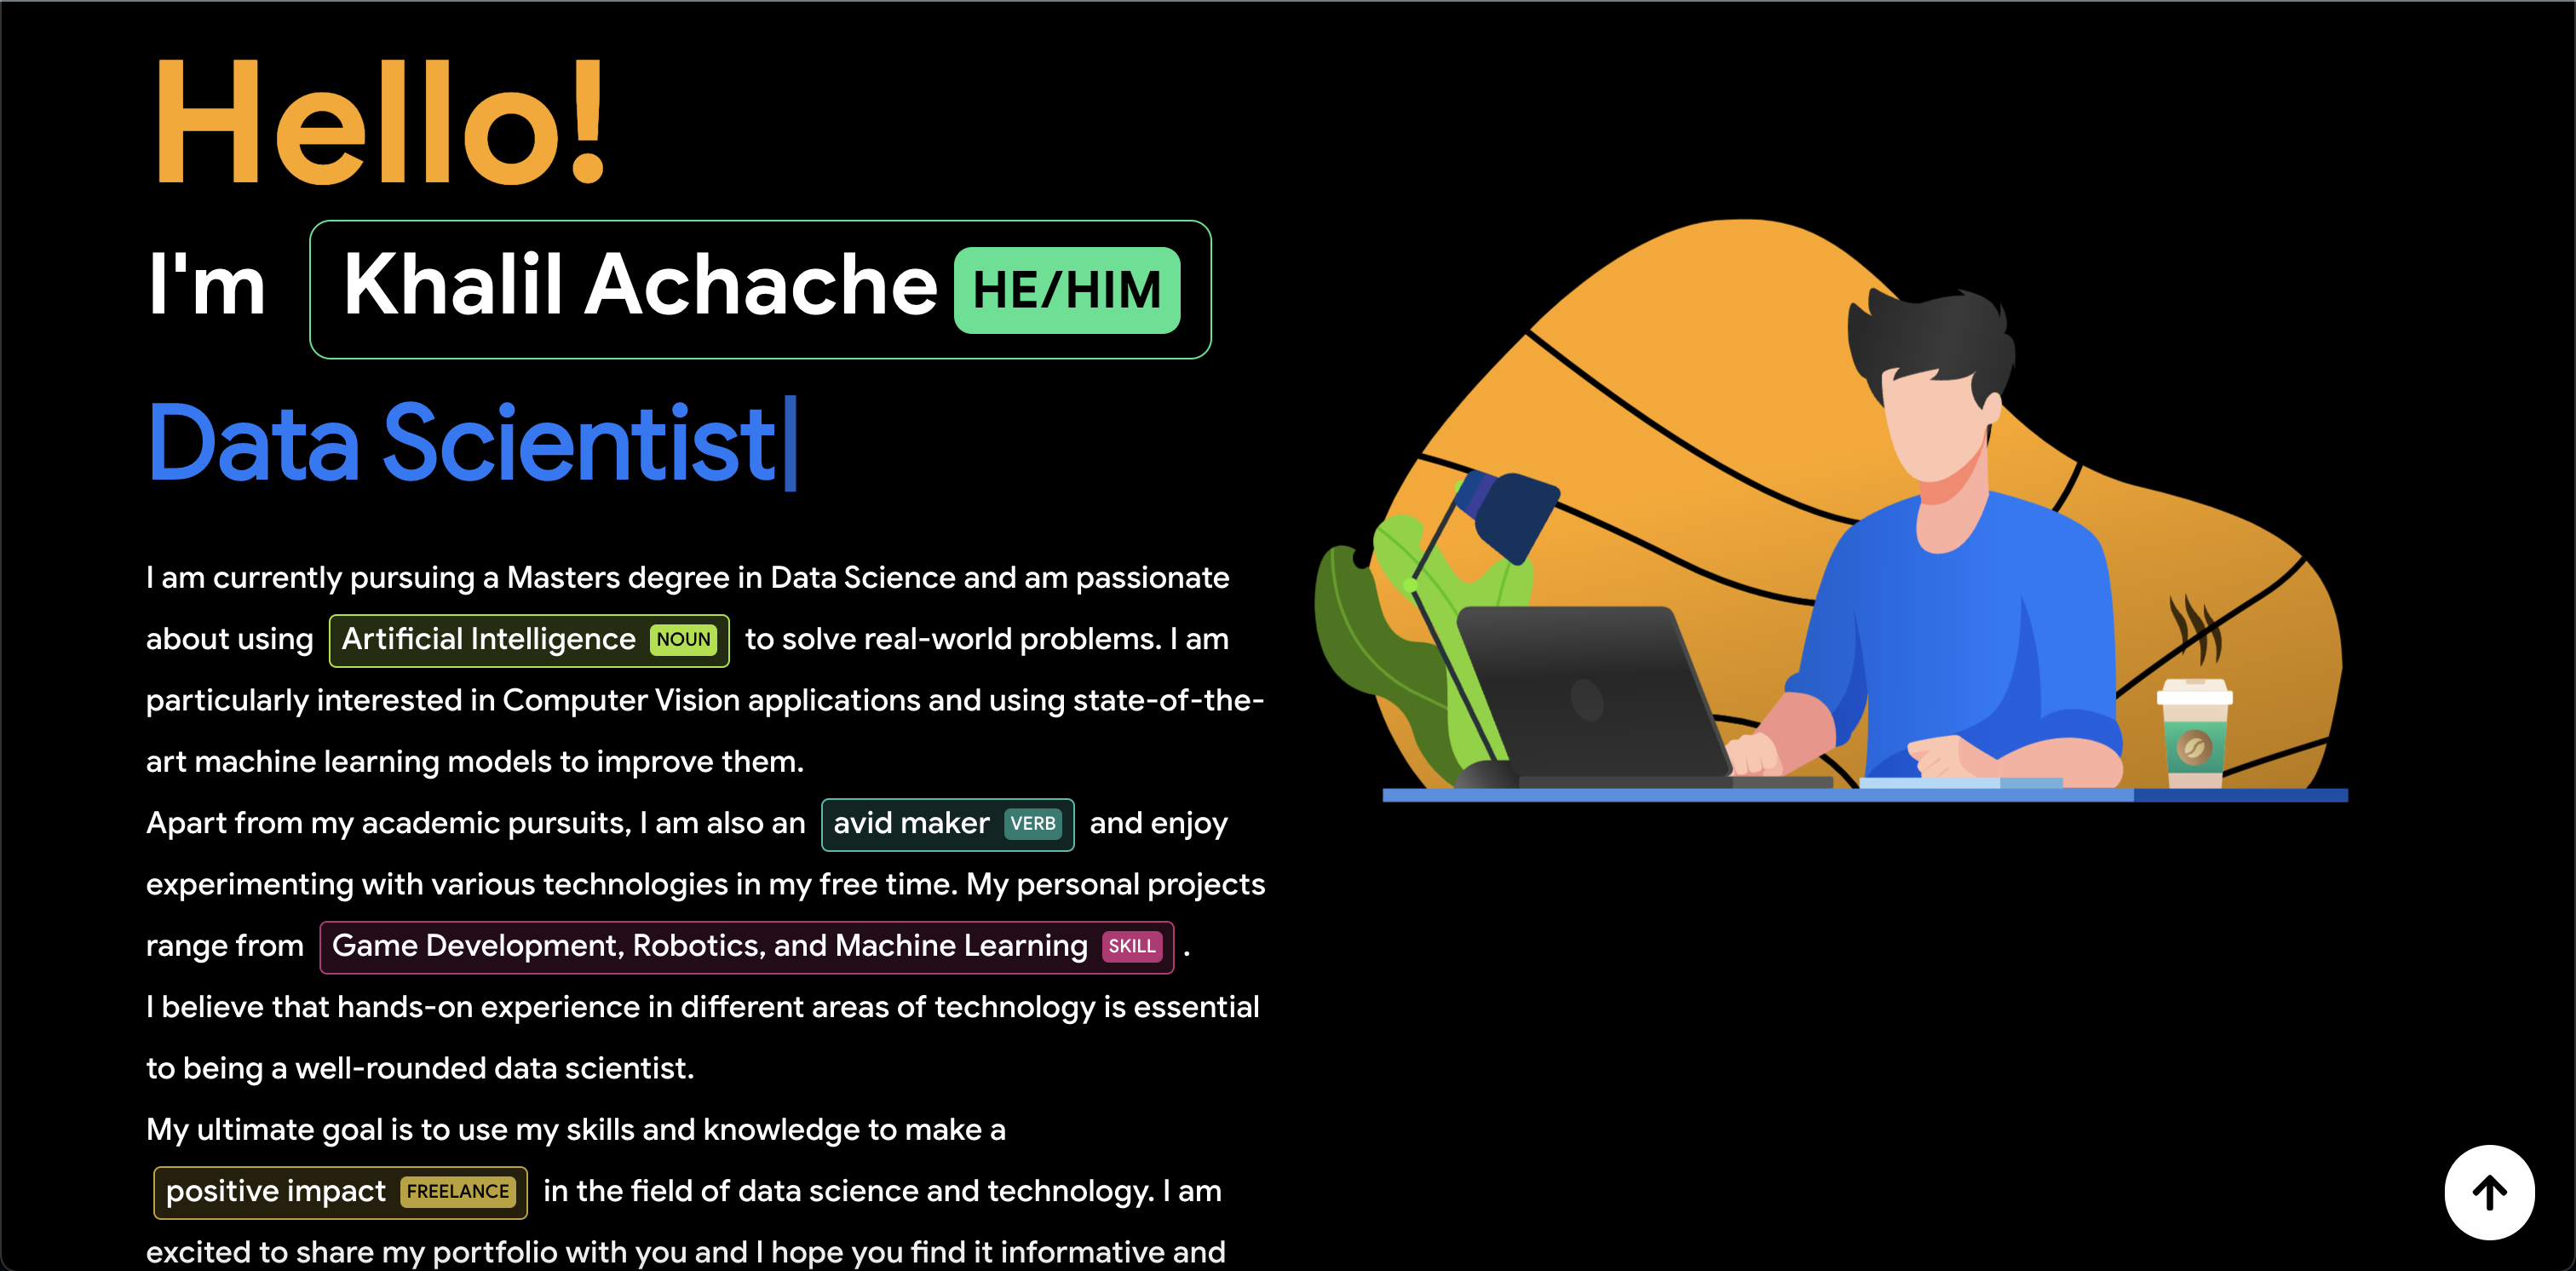 Hello!
I'm Khalil Achache HE/HIM
Data Scientist
I am currently pursuing a Masters degree in Data Science and am passionate
about using Artificial Intelligence NOUN to solve real-world problems. I am
particularly interested in Computer Vision applications and using state-of-the-
art machine learning models to improve them.
Apart from my academic pursuits, I am also an avid maker VERB and enjoy
experimenting with various technologies in my free time. My personal projects
range from Game Development, Robotics, and Machine Learning SKILL .
I believe that hands-on experience in different areas of technology is essential
to being a well-rounded data scientist.
My ultimate goal is to use my skills and knowledge to make a
positive impact FREELANCE in the field of data science and technology. I am
excited to share my portfolio with you and I hope you find it informative and